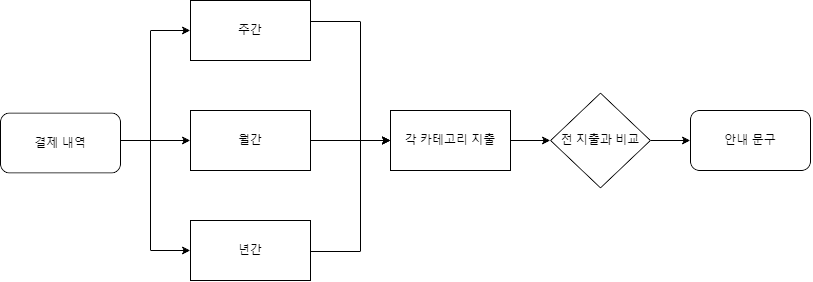 주간
결제 내역
월간
각 카테고리 지출
전 지출과 비교
안내 문구
년간